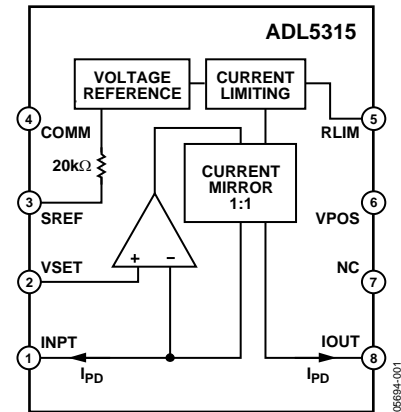 ADL5315
VOLTAGE
REFERENCE
CURRENT
LIMITING
4
COMM
5
RLIM
20kΩ
CURRENT
MIRROR
1:1
3
SREF
6
VPOS
VSET
2
+ −
NC
7
INPT
1
IPD
IOUT
8
IPD
05694-001